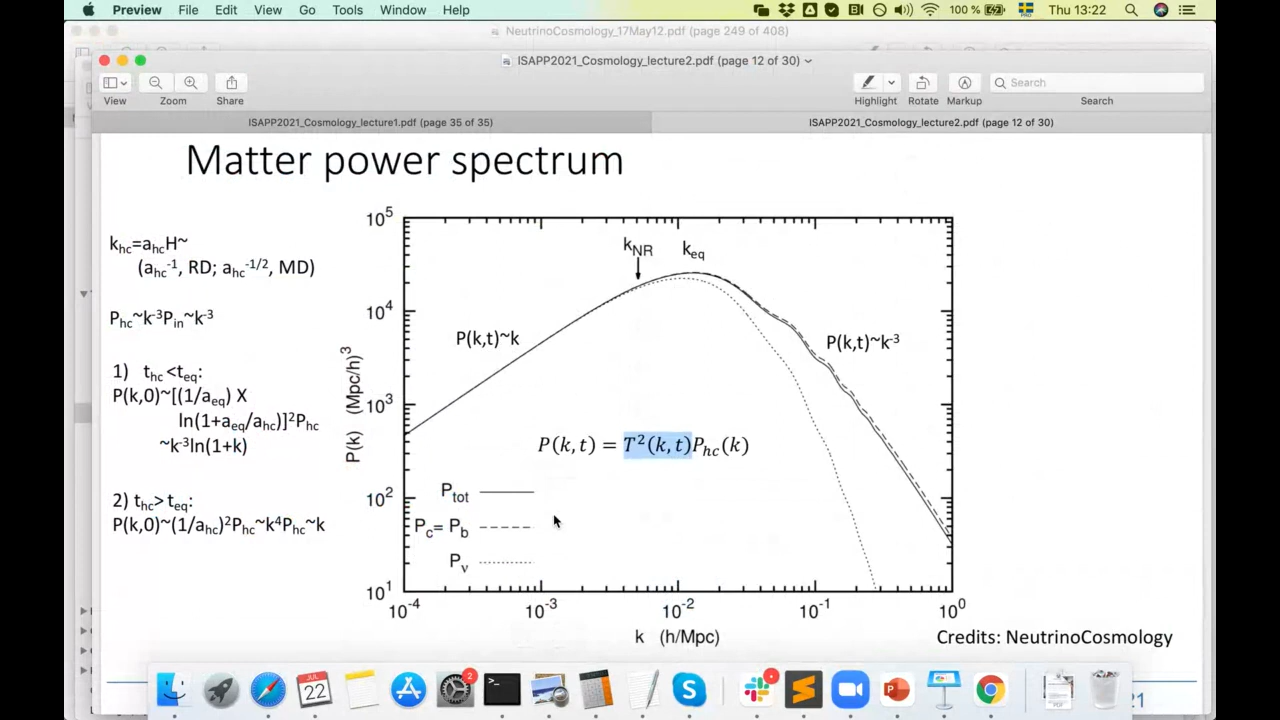 Preview File Edit View Go Tools Window Help 100 % Thu 13:22
NeutrinoCosmology_17May12.pdf (page 249 of 408)
ISAPP2021_Cosmology_lecture2.pdf (page 12 of 30)
View Zoom Share Highlight Rotate Markup Search
Search
ISAPP2021_Cosmology_lecture1.pdf (page 35 of 35) ISAPP2021_Cosmology_lecture2.pdf (page 12 of 30)
Matter power spectrum
k_hc=a_hcH~
(a_hc^-1, RD; a_hc^-1/2, MD)
P_hc~k^-3P_in~k^-3
1) t_hc <t_eq:
P(k,0)~[(1/a_eq) X
ln(1+a_eq/a_hc)]^2P_hc
~k^-3ln(1+k)
2) t_hc> t_eq:
P(k,0)~(1/a_hc)^2P_hc~k^4P_hc~k
P(k) (Mpc/h)^3
10^5
10^4
10^3
10^2
10^1
k_NR k_eq
P(k,t)~k
P(k,t)~k^-3
P(k,t) = T^2(k,t)P_hc(k)
P_tot
P_c= P_b
P_ν
10^-4 10^-3 10^-2 10^-1 10^0
k (h/Mpc)
Credits: NeutrinoCosmology
JUL
22
2
21